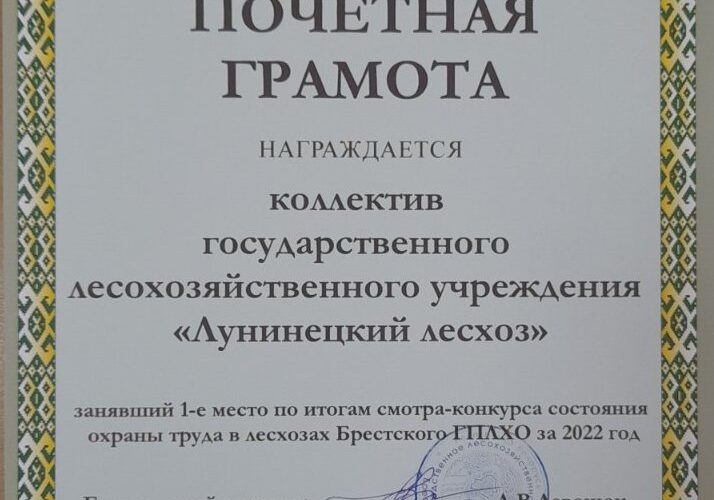 ПОЧЕТНАЯ
ГРАМОТА
НАГРАЖДАЕТСЯ
коллектив
государственного
лесохозяйственного учреждения
«Лунинецкий лесхоз»
занявший 1-е место по итогам смотра-конкурса состояния
охраны труда в лесхозах Брестского ГПЛХО за 2022 год